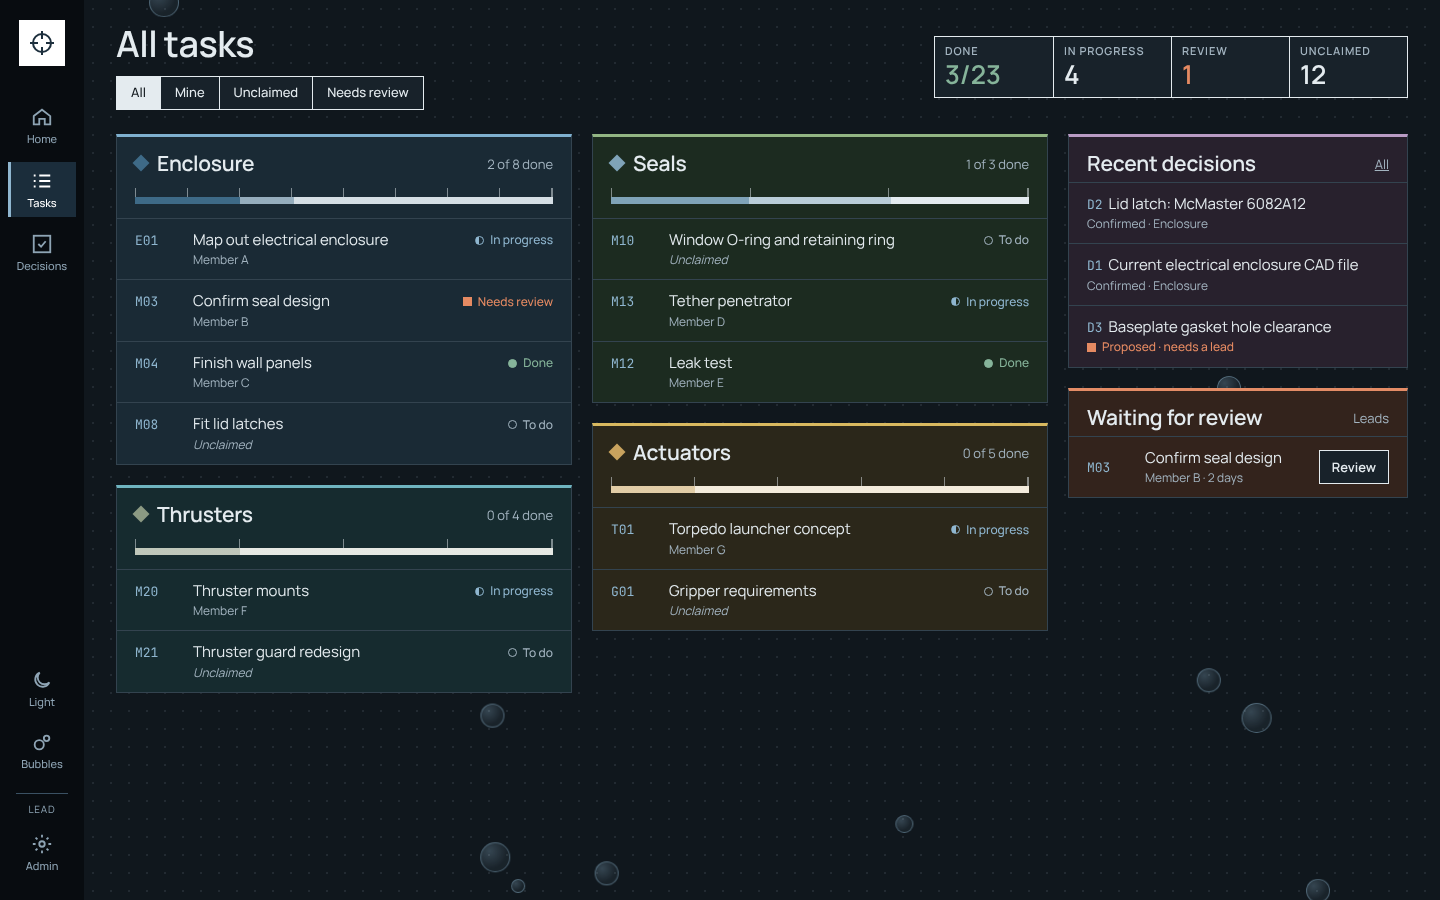 All tasks
All
Mine
Unclaimed
Needs review
DONE
3/23
IN PROGRESS
4
REVIEW
1
UNCLAIMED
12
Home
Tasks
Decisions
Light
Bubbles
LEAD
Admin
Enclosure
2 of 8 done
E01 Map out electrical enclosure In progress
Member A
M03 Confirm seal design Needs review
Member B
M04 Finish wall panels Done
Member C
M08 Fit lid latches To do
Unclaimed
Thrusters
0 of 4 done
M20 Thruster mounts In progress
Member F
M21 Thruster guard redesign To do
Unclaimed
Seals
1 of 3 done
M10 Window O-ring and retaining ring To do
Unclaimed
M13 Tether penetrator In progress
Member D
M12 Leak test Done
Member E
Actuators
0 of 5 done
T01 Torpedo launcher concept In progress
Member G
G01 Gripper requirements To do
Unclaimed
Recent decisions
All
D2 Lid latch: McMaster 6082A12
Confirmed · Enclosure
D1 Current electrical enclosure CAD file
Confirmed · Enclosure
D3 Baseplate gasket hole clearance
Proposed · needs a lead
Waiting for review
Leads
M03 Confirm seal design
Member B · 2 days
Review